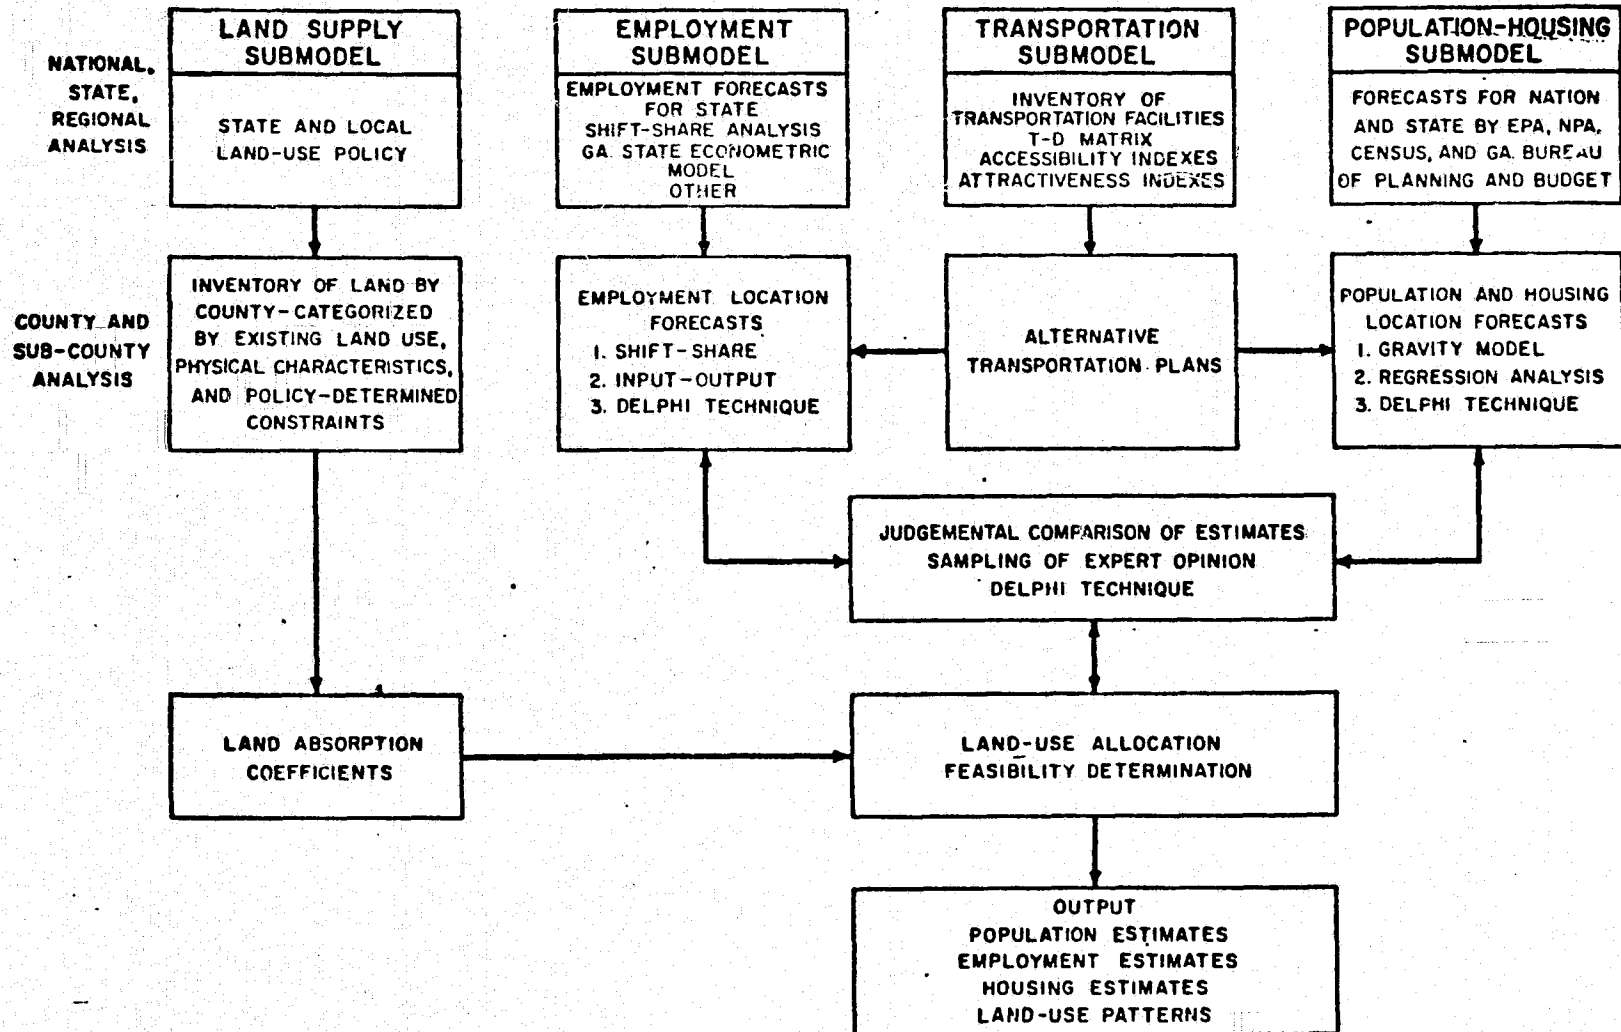 NATIONAL,
STATE,
REGIONAL
ANALYSIS
LAND SUPPLY
SUBMODEL
STATE AND LOCAL
LAND-USE POLICY
EMPLOYMENT
SUBMODEL
EMPLOYMENT FORECASTS
FOR STATE
SHIFT-SHARE ANALYSIS
GA. STATE ECONOMETRIC
MODEL
OTHER
TRANSPORTATION
SUBMODEL
INVENTORY OF
TRANSPORTATION FACILITIES
T-D MATRIX
ACCESSIBILITY INDEXES
ATTRACTIVENESS INDEXES
POPULATION-HOUSING
SUBMODEL
FORECASTS FOR NATION
AND STATE BY EPA, NPA,
CENSUS, AND GA. BUREAU
OF PLANNING AND BUDGET
COUNTY AND
SUB-COUNTY
ANALYSIS
INVENTORY OF LAND BY
COUNTY-CATEGORIZED
BY EXISTING LAND USE,
PHYSICAL CHARACTERISTICS,
AND POLICY-DETERMINED
CONSTRAINTS
EMPLOYMENT LOCATION
FORECASTS
1. SHIFT-SHARE
2. INPUT-OUTPUT
3. DELPHI TECHNIQUE
ALTERNATIVE
TRANSPORTATION PLANS
POPULATION AND HOUSING
LOCATION FORECASTS
1. GRAVITY MODEL
2. REGRESSION ANALYSIS
3. DELPHI TECHNIQUE
JUDGEMENTAL COMPARISON OF ESTIMATES
SAMPLING OF EXPERT OPINION
DELPHI TECHNIQUE
LAND ABSORPTION
COEFFICIENTS
LAND-USE ALLOCATION
FEASIBILITY DETERMINATION
OUTPUT
POPULATION ESTIMATES
EMPLOYMENT ESTIMATES
HOUSING ESTIMATES
LAND-USE PATTERNS